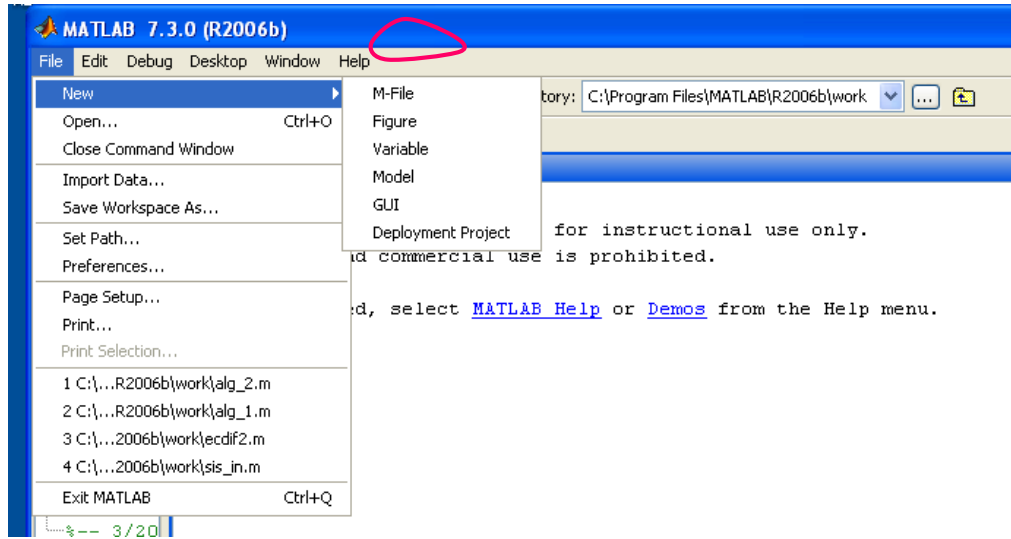 MATLAB 7.3.0 (R2006b)
File Edit Debug Desktop Window Help
New
Open... Ctrl+O
Close Command Window
Import Data...
Save Workspace As...
Set Path...
Preferences...
Page Setup...
Print...
Print Selection...
1 C:\...R2006b\work\alg_2.m
2 C:\...R2006b\work\alg_1.m
3 C:\...2006b\work\ecdif2.m
4 C:\...2006b\work\sis_in.m
Exit MATLAB Ctrl+Q
%-- 3/20
M-File
Figure
Variable
Model
GUI
Deployment Project
tory: C:\Program Files\MATLAB\R2006b\work ...
for instructional use only.
d commercial use is prohibited.
d, select MATLAB Help or Demos from the Help menu.